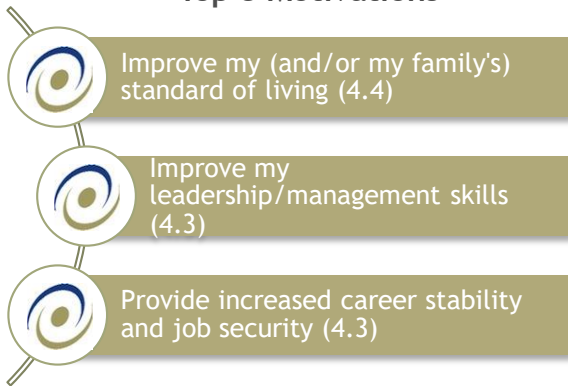 Improve my (and/or my family's)
standard of living (4.4)
Improve my
leadership/management skills
(4.3)
Provide increased career stability
and job security (4.3)